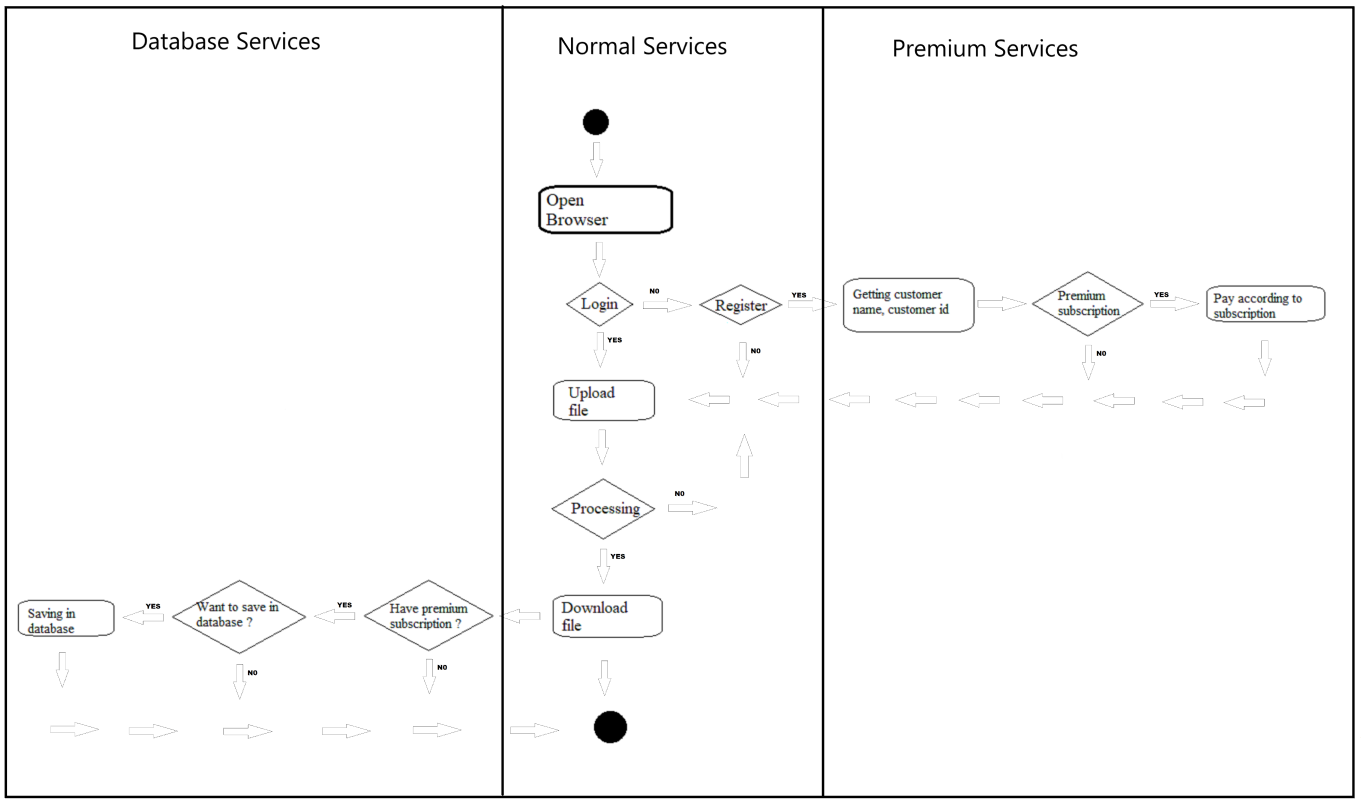 Database Services
Normal Services
Premium Services
Open
Browser
Login
NO
Register
YES
Getting customer
name, customer id
Premium
subscription
YES
Pay according to
subscription
YES
NO
NO
Upload
file
Processing
NO
YES
Download
file
Have premium
subscription ?
YES
Want to save in
database ?
YES
Saving in
database
NO
NO